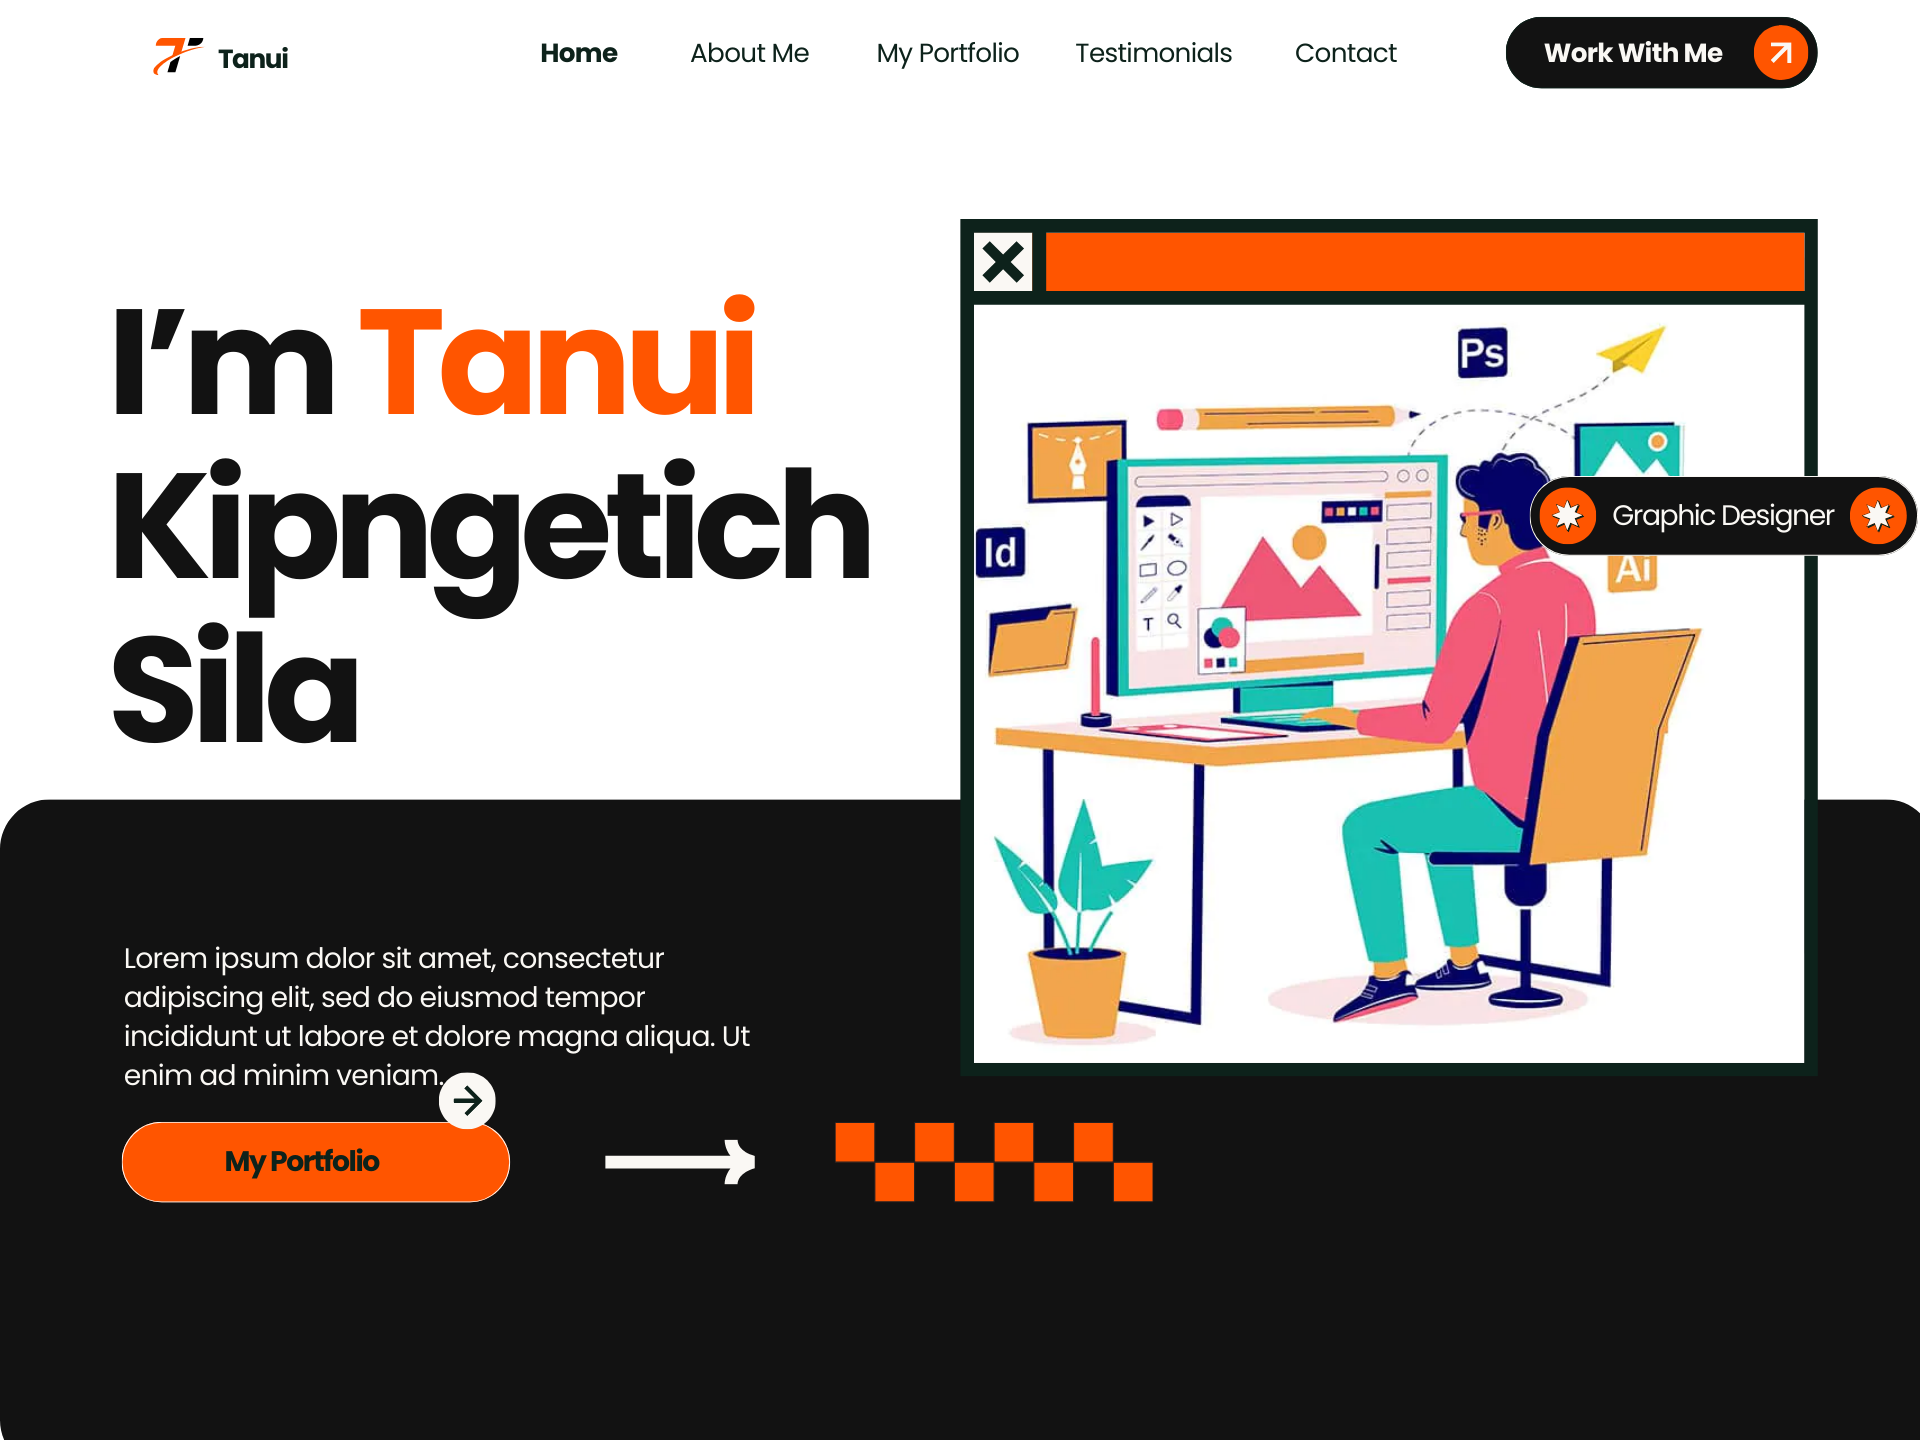 Tanui
Home
About Me
My Portfolio
Testimonials
Contact
Work With Me
I’m Tanui
Kipngetich
Sila
Ps
Id
T
Graphic Designer
Ai
Lorem ipsum dolor sit amet, consectetur
adipiscing elit, sed do eiusmod tempor
incididunt ut labore et dolore magna aliqua. Ut
enim ad minim veniam.
My Portfolio